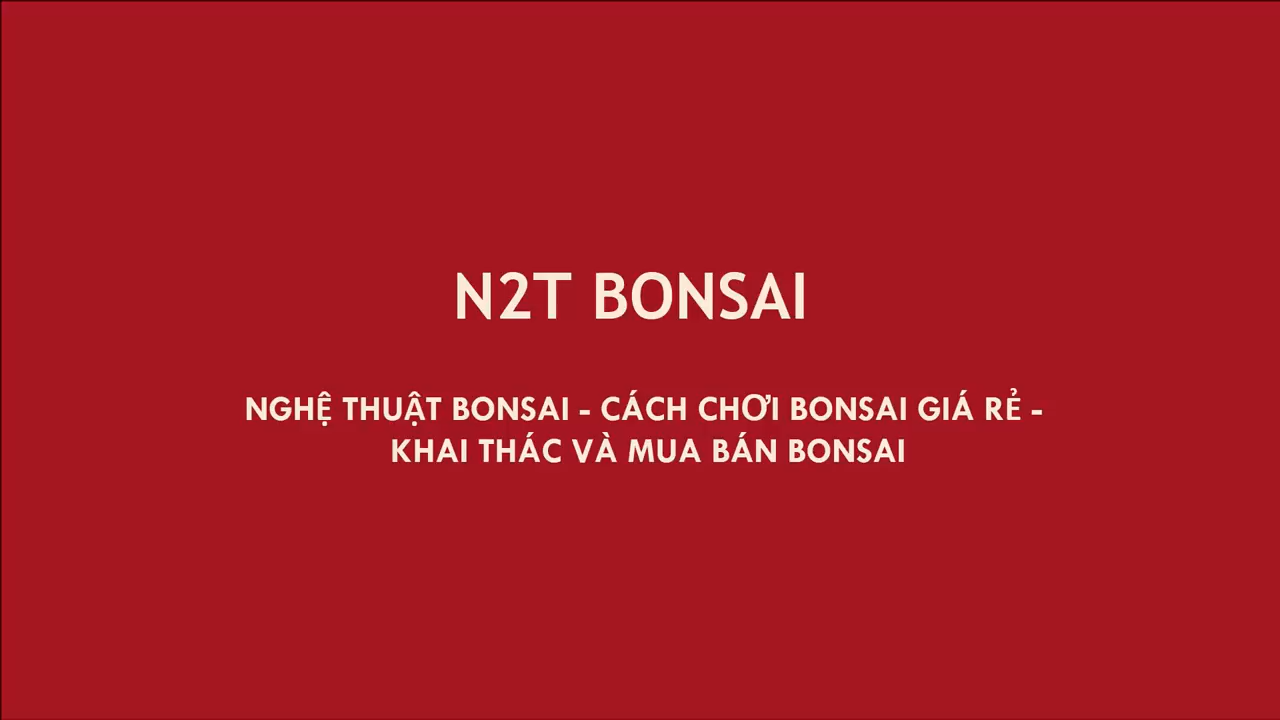 N2T BONSAI
NGHỆ THUẬT BONSAI - CÁCH CHƠI BONSAI GIÁ RẺ -
KHAI THÁC VÀ MUA BÁN BONSAI